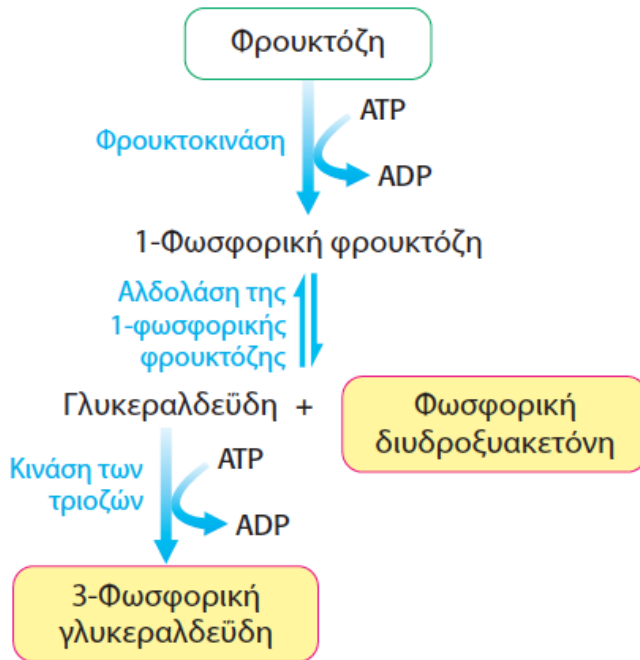 Φρουκτόζη
ATP
Φρουκτοκινάση
ADP
1-Φωσφορική φρουκτόζη
Αλδολάση της
1-φωσφορικής
φρουκτόζης
Γλυκεραλδεΰδη +
Φωσφορική
διυδροξυακετόνη
Κινάση των
τριοζών
ATP
ADP
3-Φωσφορική
γλυκεραλδεΰδη